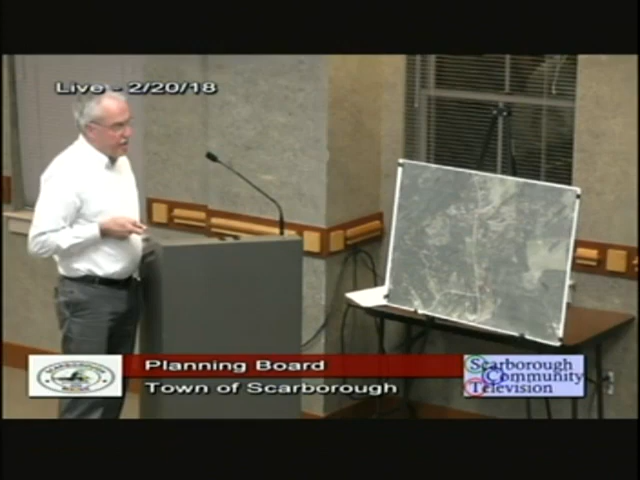 Live - 2/20/18
Planning Board
Town of Scarborough
Scarborough
Community
Television